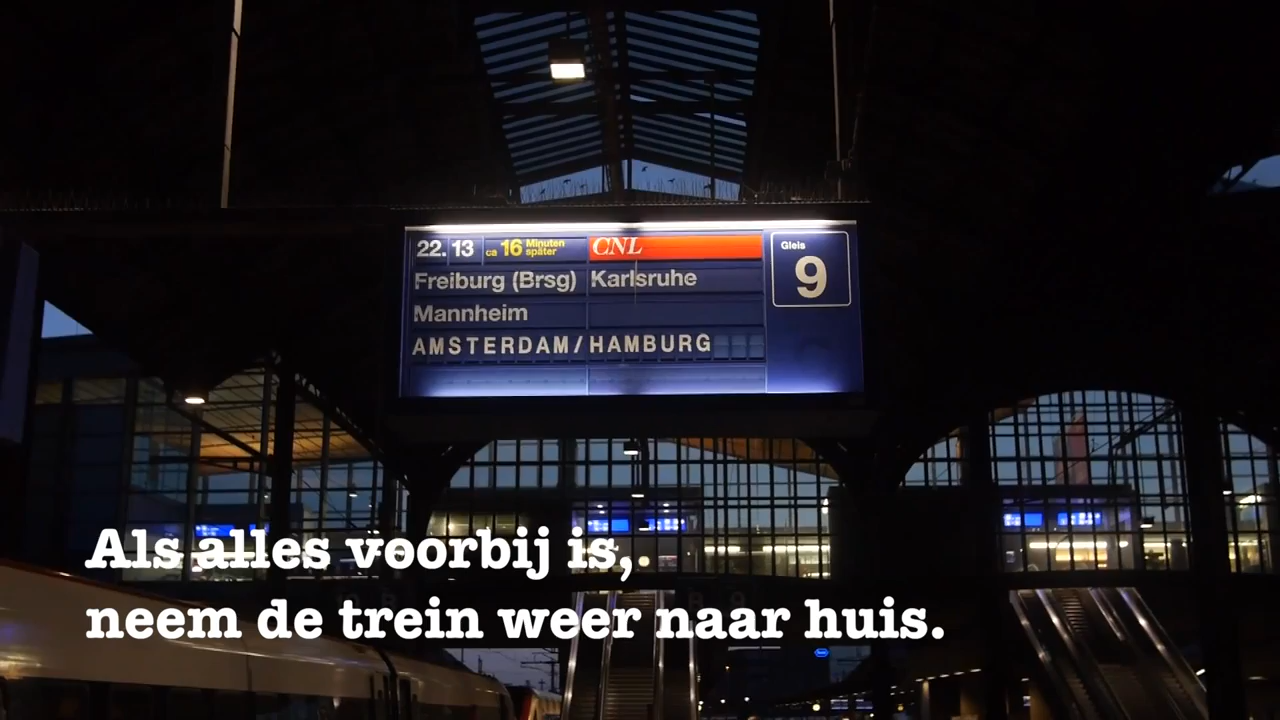 22.13 ca 16 Minuten später CNL Gleis
9
Freiburg (Brsg) Karlsruhe
Mannheim
AMSTERDAM/HAMBURG
Als alles voorbij is,
neem de trein weer naar huis.